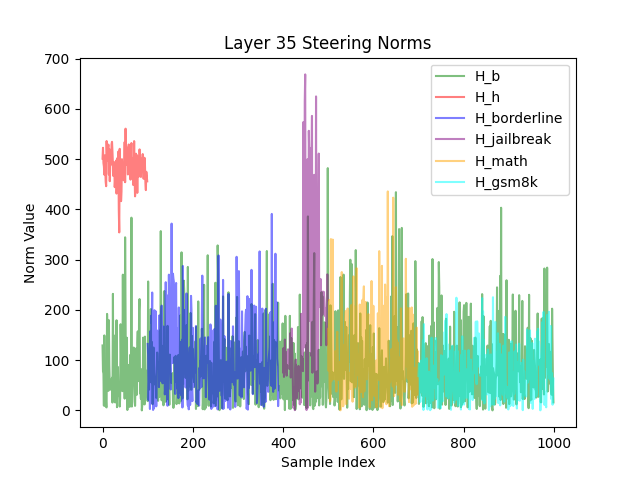 Layer 35 Steering Norms
700
600
500
400
300
200
100
0
Norm Value
0
200
400
600
800
1000
Sample Index
H_b
H_h
H_borderline
H_jailbreak
H_math
H_gsm8k